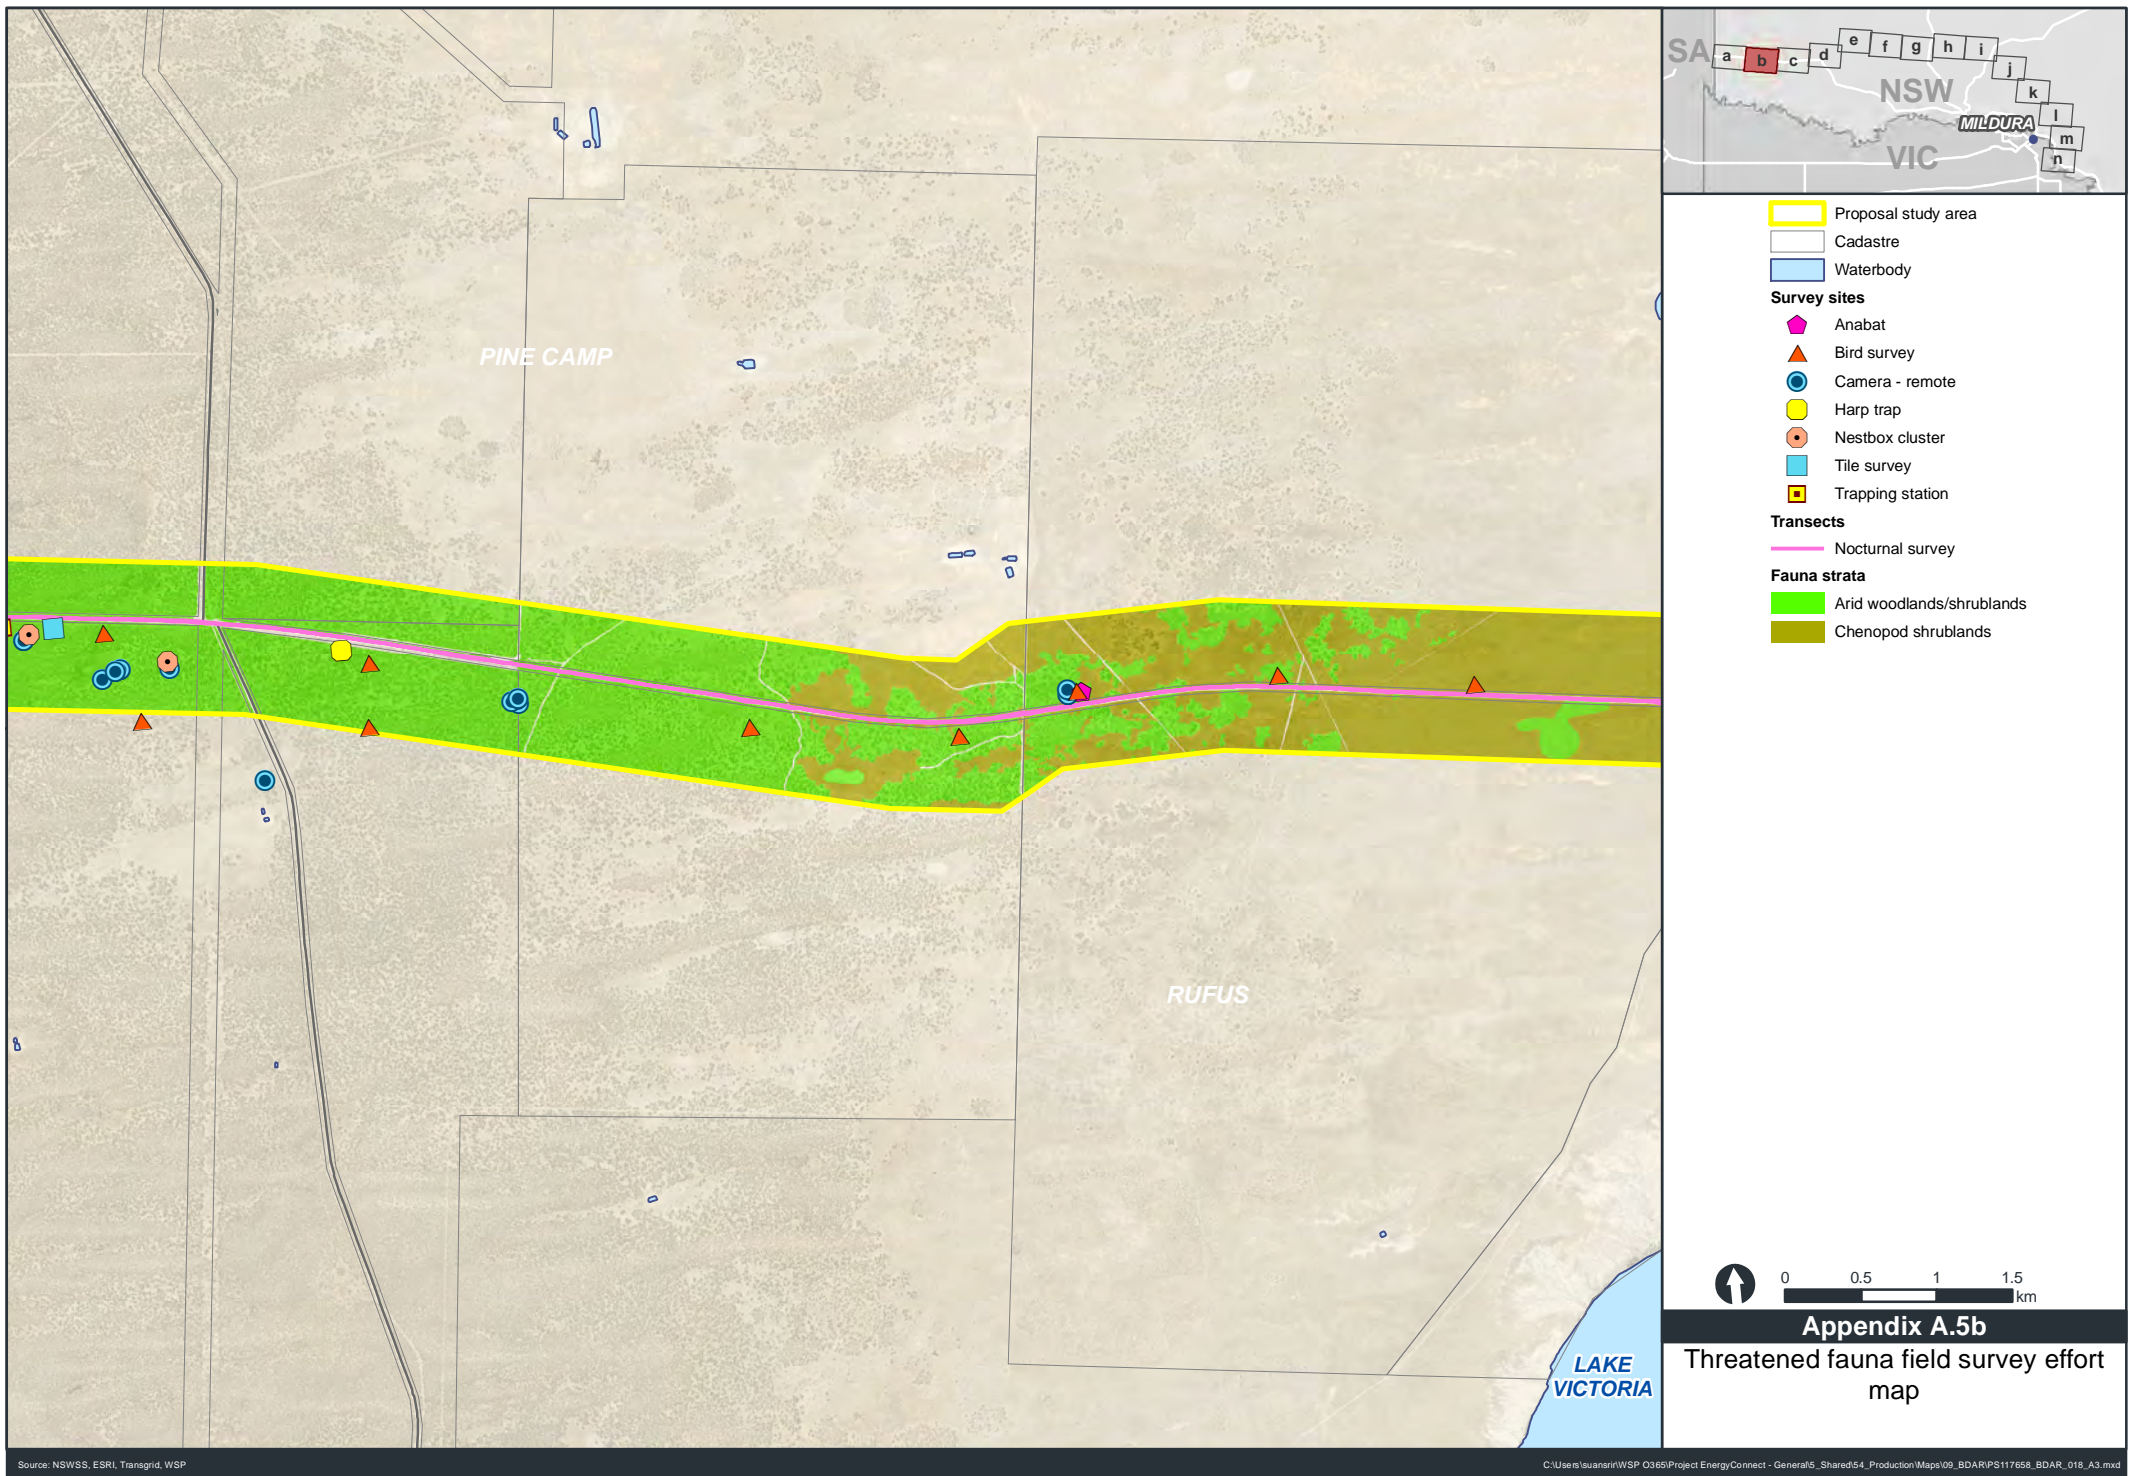 PINE CAMP
RUFUS
LAKE
VICTORIA
SA
a
b
c
d
e
f
g
h
i
j
k
l
m
n
NSW
MILDURA
VIC
Proposal study area
Cadastre
Waterbody
Survey sites
Anabat
Bird survey
Camera - remote
Harp trap
Nestbox cluster
Tile survey
Trapping station
Transects
Nocturnal survey
Fauna strata
Arid woodlands/shrublands
Chenopod shrublands
0 0.5 1 1.5
km
Appendix A.5b
Threatened fauna field survey effort
map
Source: NSWSS, ESRI, Transgrid, WSP
C:\Users\suansrir\WSP O365\Project EnergyConnect - General\5_Shared\54_Production\Maps\09_BDAR\PS117658_BDAR_018_A3.mxd